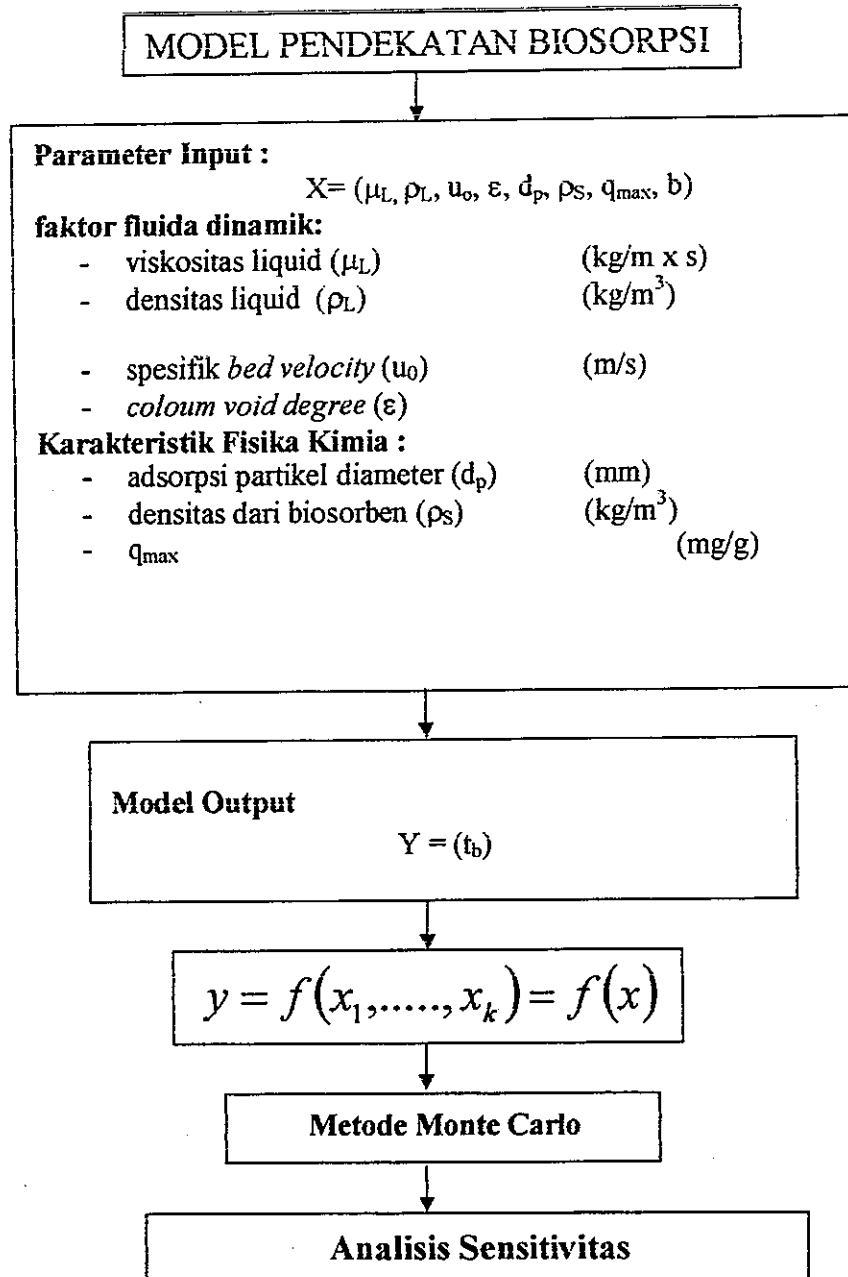 MODEL PENDEKATAN BIOSORPSI
Parameter Input :
X= (μL, ρL, uo, ε, dp, ρS, qmax, b)
faktor fluida dinamik:
- viskositas liquid (μL) (kg/m x s)
- densitas liquid (ρL) (kg/m³)
- spesifik bed velocity (u0) (m/s)
- coloum void degree (ε)
Karakteristik Fisika Kimia :
- adsorpsi partikel diameter (dp) (mm)
- densitas dari biosorben (ρS) (kg/m³)
- qmax (mg/g)
Model Output
Y = (tb)
y = f(x1,.....,xk) = f(x)
Metode Monte Carlo
Analisis Sensitivitas